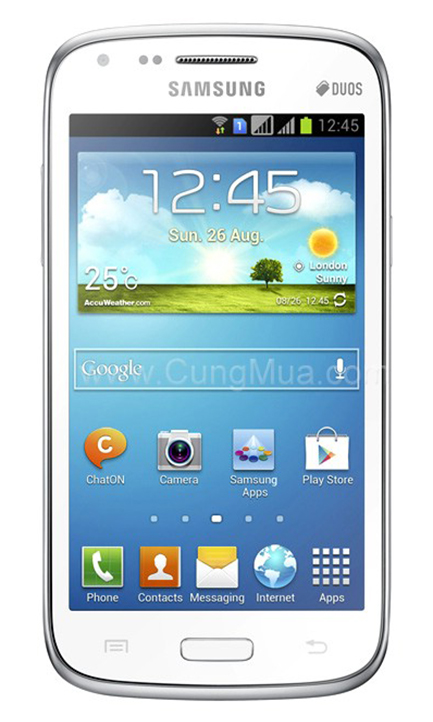 SAMSUNG
DUOS
1 12:45
12:45
Sun. 26 Aug.
London
Sunny
25°C
AccuWeather.com
08/26 12:45
Google
www.CungMua.com
C
ChatON
Camera
Samsung
Apps
Play Store
Phone
Contacts
Messaging
Internet
Apps